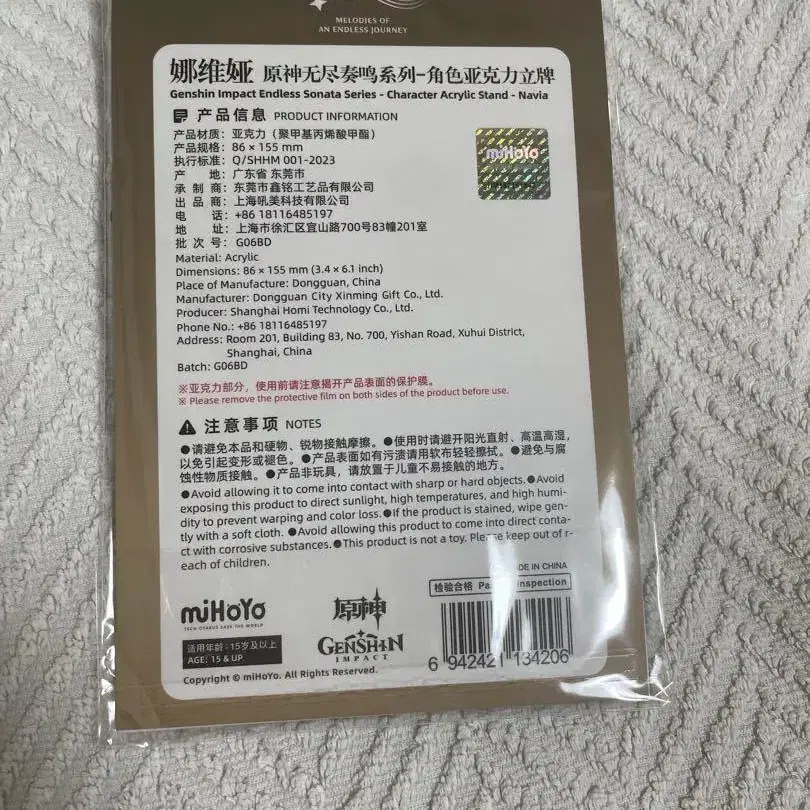 MELODIES OF
AN ENDLESS JOURNEY
娜维娅 原神无尽奏鸣系列-角色亚克力立牌
Genshin Impact Endless Sonata Series - Character Acrylic Stand - Navia
产品信息 PRODUCT INFORMATION
产品材质：亚克力（聚甲基丙烯酸甲酯）
产品规格：86 × 155 mm
执行标准：Q/SHHM 001-2023
产 地：广东省 东莞市
承 制 商：东莞市鑫铭工艺品有限公司
出 品 商：上海吼美科技有限公司
电 话：+86 18116485197
地 址：上海市徐汇区宜山路700号83幢201室
批 次 号：G06BD
Material: Acrylic
Dimensions: 86 × 155 mm (3.4 × 6.1 inch)
Place of Manufacture: Dongguan, China
Manufacturer: Dongguan City Xinming Gift Co., Ltd.
Producer: Shanghai Homi Technology Co., Ltd.
Phone No.: +86 18116485197
Address: Room 201, Building 83, No. 700, Yishan Road, Xuhui District,
Shanghai, China
Batch: G06BD
miHoYo
※亚克力部分，使用前请注意揭开产品表面的保护膜。
※ Please remove the protective film on both sides of the product before use.
注意事项 NOTES
●请避免本品和硬物、锐物接触摩擦。●使用时请避开阳光直射、高温高湿，
以免引起变形或褪色。●产品表面如有污渍请用软布轻轻擦拭。●避免与腐
蚀性物质接触。●产品非玩具，请放置于儿童不易接触的地方。
●Avoid allowing it to come into contact with sharp or hard objects.●Avoid
exposing this product to direct sunlight, high temperatures, and high humi-
dity to prevent warping and color loss.●If the product is stained, wipe gen-
tly with a soft cloth. ●Avoid allowing this product to come into direct conta-
ct with corrosive substances.●This product is not a toy. Please keep out of r-
each of children.
DE IN CHINA
检验合格 Pa Inspection
miHoYo
TECH OTAKUS SAVE THE WORLD
原神
GENSHIN
IMPACT
适用年龄：15岁及以上
AGE: 15 & UP
6 942421 134206
Copyright © miHoYo. All Rights Reserved.